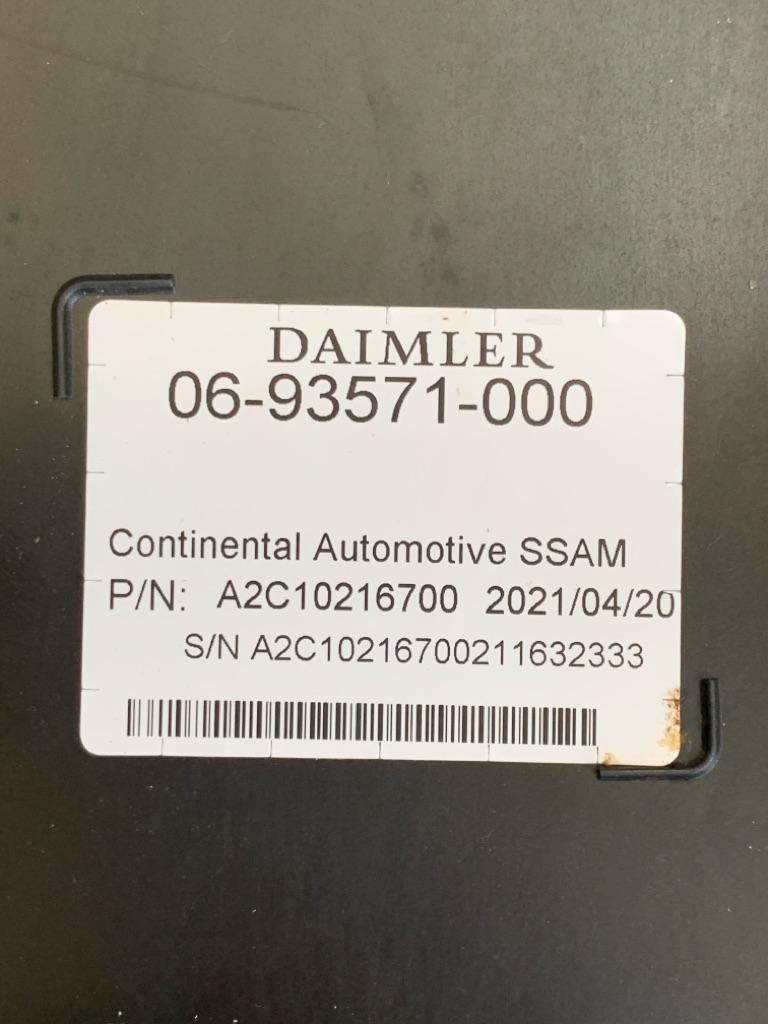 DAIMLER
06-93571-000
Continental Automotive SSAM
P/N: A2C10216700 2021/04/20
S/N A2C10216700211632333